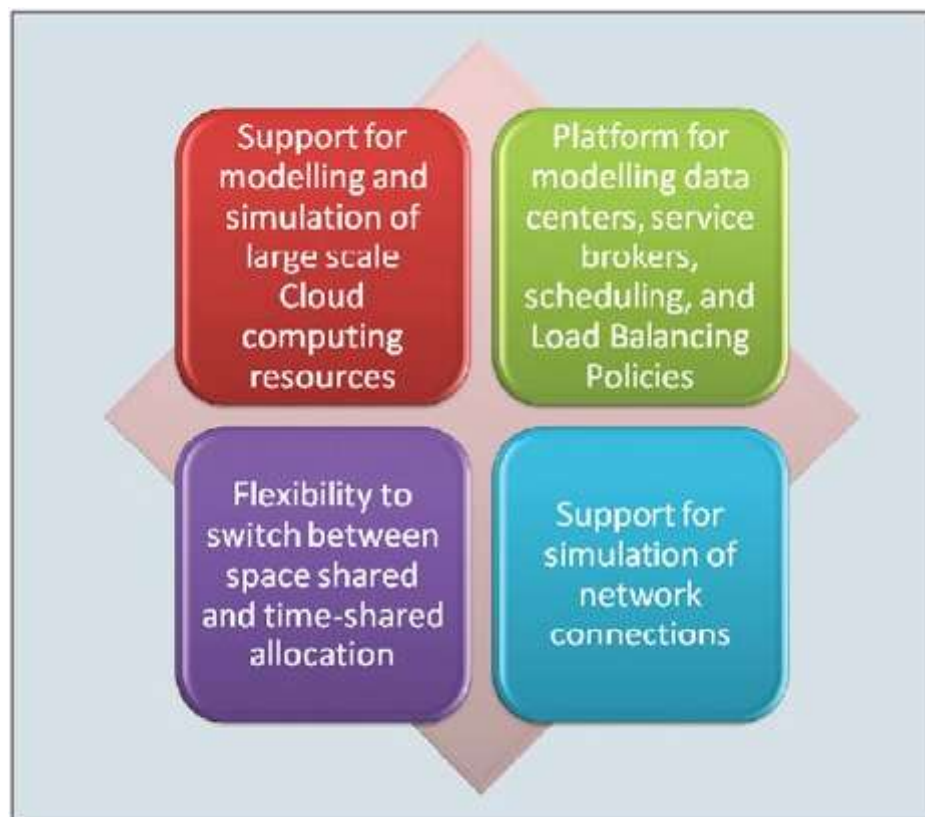 Support for
modelling and
simulation of
large scale
Cloud
computing
resources
Platform for
modelling data
centers, service
brokers,
scheduling, and
Load Balancing
Policies
Flexibility to
switch between
space shared
and time-shared
allocation
Support for
simulation of
network
connections